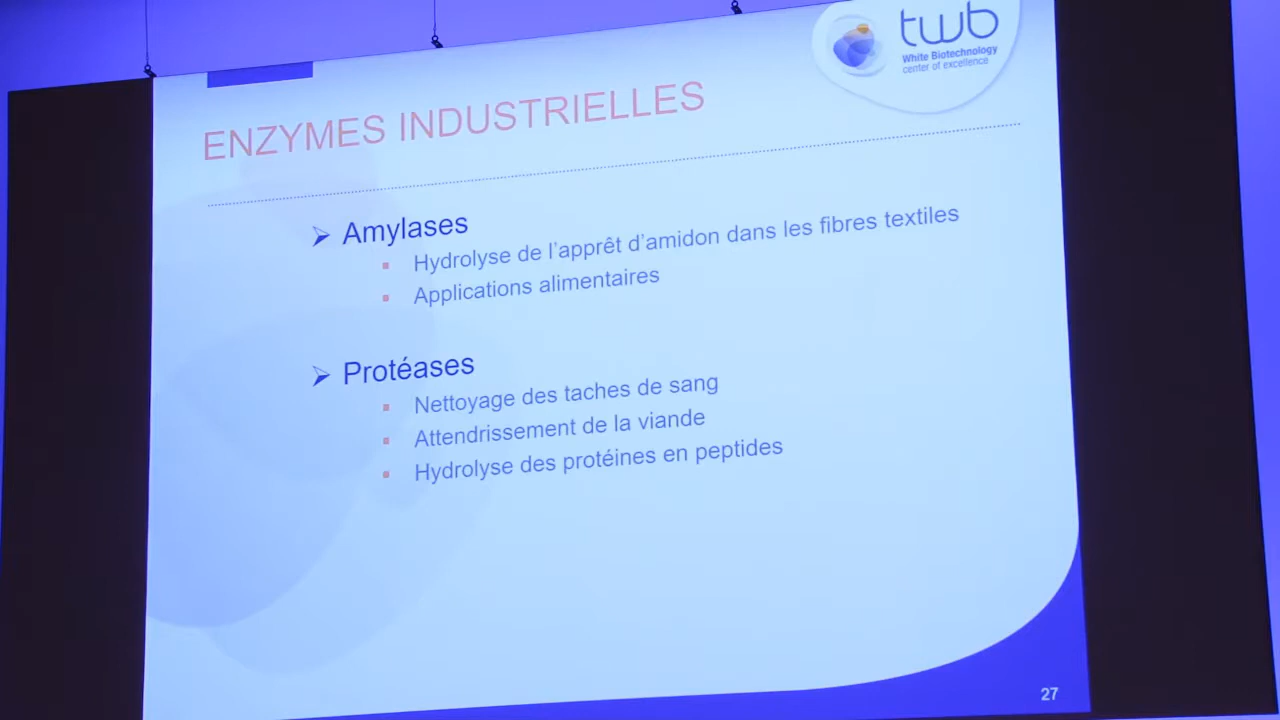 twb
White Biotechnology
center of excellence
ENZYMES INDUSTRIELLES
➢ Amylases
▪ Hydrolyse de l’apprêt d’amidon dans les fibres textiles
▪ Applications alimentaires
➢ Protéases
▪ Nettoyage des taches de sang
▪ Attendrissement de la viande
▪ Hydrolyse des protéines en peptides
27